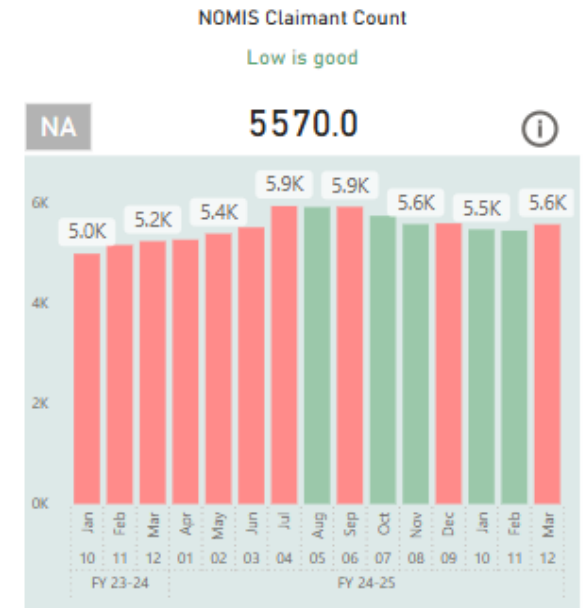 NOMIS Claimant Count
Low is good
NA 5570.0 i
5.9K 5.9K
5.0K 5.2K 5.4K 5.6K 5.5K 5.6K
6K
4K
2K
0K
Jan Feb Mar Apr May Jun Jul Aug Sep Oct Nov Dec Jan Feb Mar
10 11 12 01 02 03 04 05 06 07 08 09 10 11 12
FY 23-24 FY 24-25